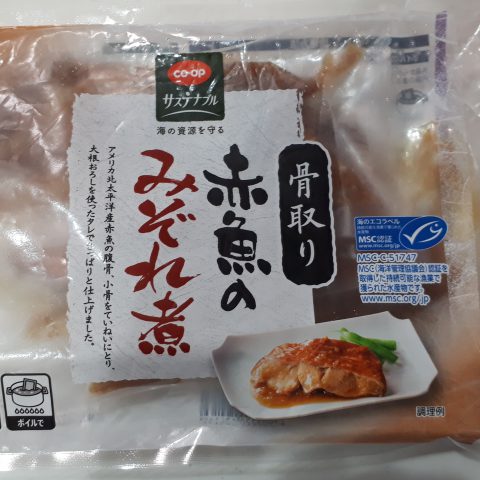 co·op
サステナブル
海の資源を守る
骨取り
赤魚の
みぞれ煮
アメリカ北太平洋産赤魚の腹骨、小骨をていねいにとり、
大根おろしを使ったタレでさっぱりと仕上げました。
海のエコラベル
MSC認証
www.msc.org/jp
MSC-C-51747
MSC(海洋管理協議会)認証を
取得した持続可能な漁業で
獲られた水産物です。
www.msc.org/jp
調理例
ボイルで